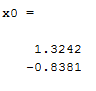 x0 =
1.3242
-0.8381